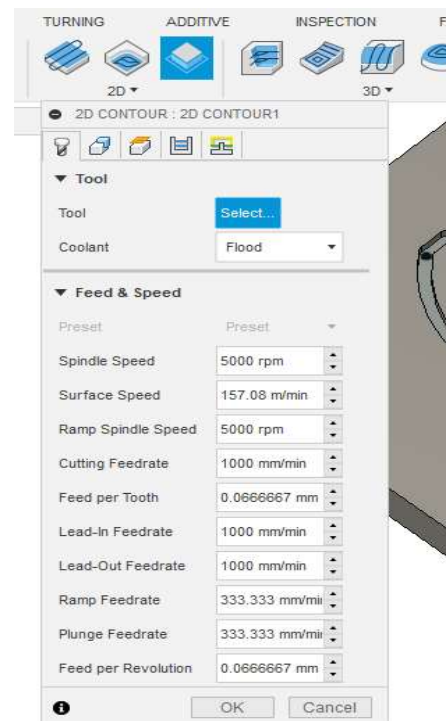 TURNING ADDITIVE INSPECTION F
2D ▾ 3D ▾
2D CONTOUR : 2D CONTOUR1
Tool
Tool Select...
Coolant Flood
Feed & Speed
Preset Preset
Spindle Speed 5000 rpm
Surface Speed 157.08 m/min
Ramp Spindle Speed 5000 rpm
Cutting Feedrate 1000 mm/min
Feed per Tooth 0.0666667 mm
Lead-In Feedrate 1000 mm/min
Lead-Out Feedrate 1000 mm/min
Ramp Feedrate 333.333 mm/mi
Plunge Feedrate 333.333 mm/mi
Feed per Revolution 0.0666667 mm
OK Cancel